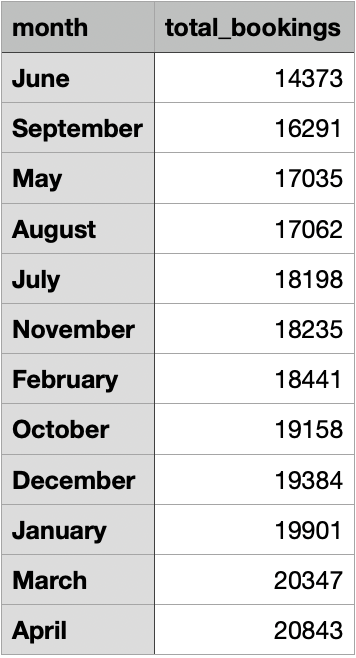 month total_bookings
June 14373
September 16291
May 17035
August 17062
July 18198
November 18235
February 18441
October 19158
December 19384
January 19901
March 20347
April 20843